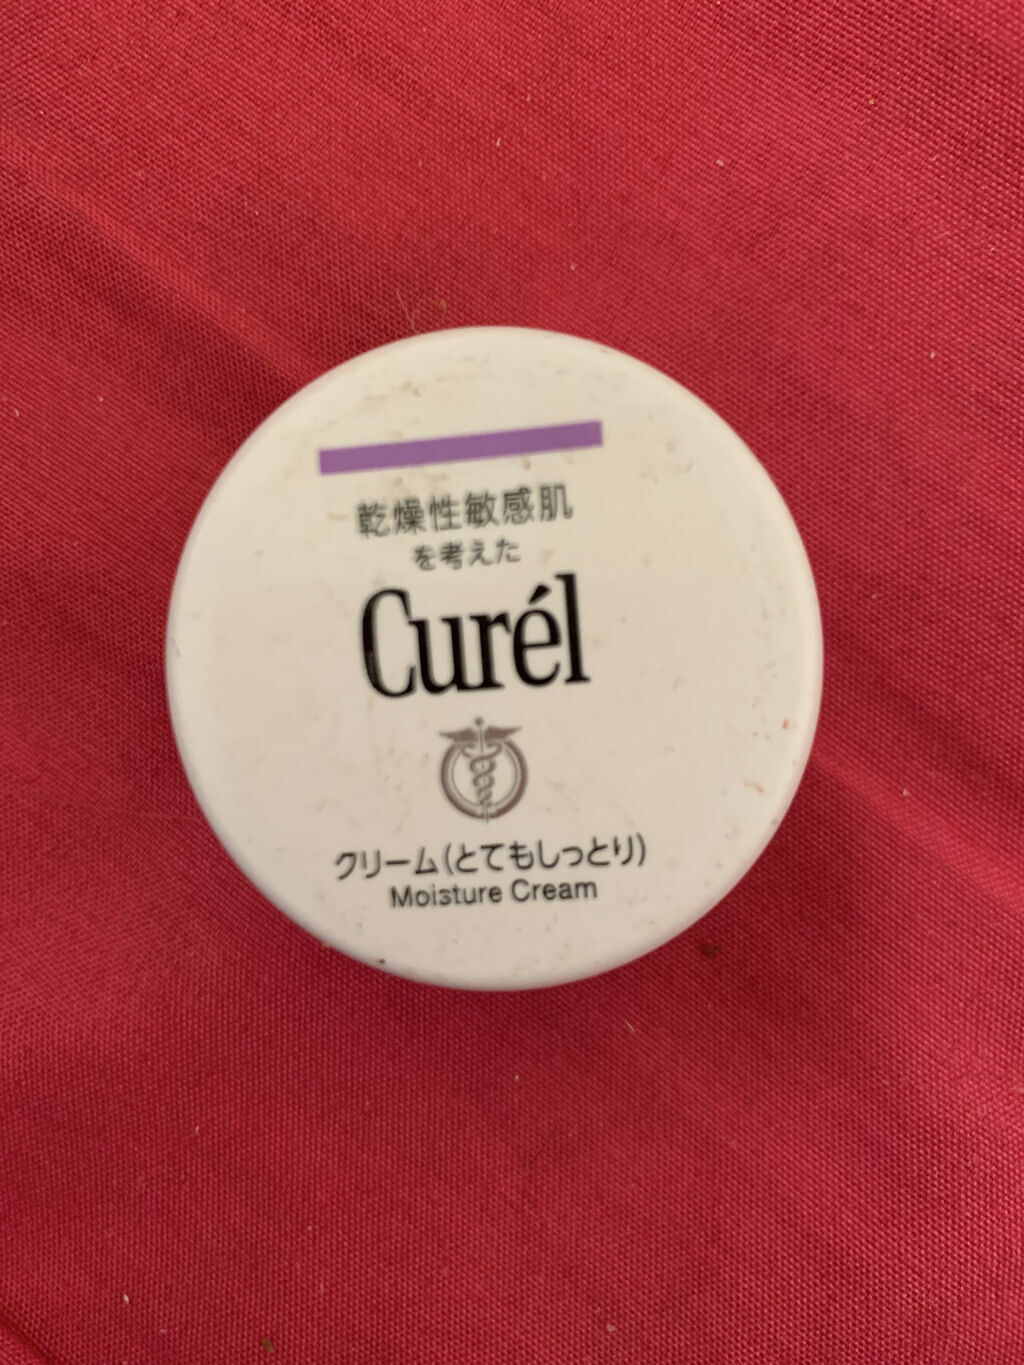 乾燥性敏感肌
を考えた
Curél
クリーム(とてもしっとり)
Moisture Cream